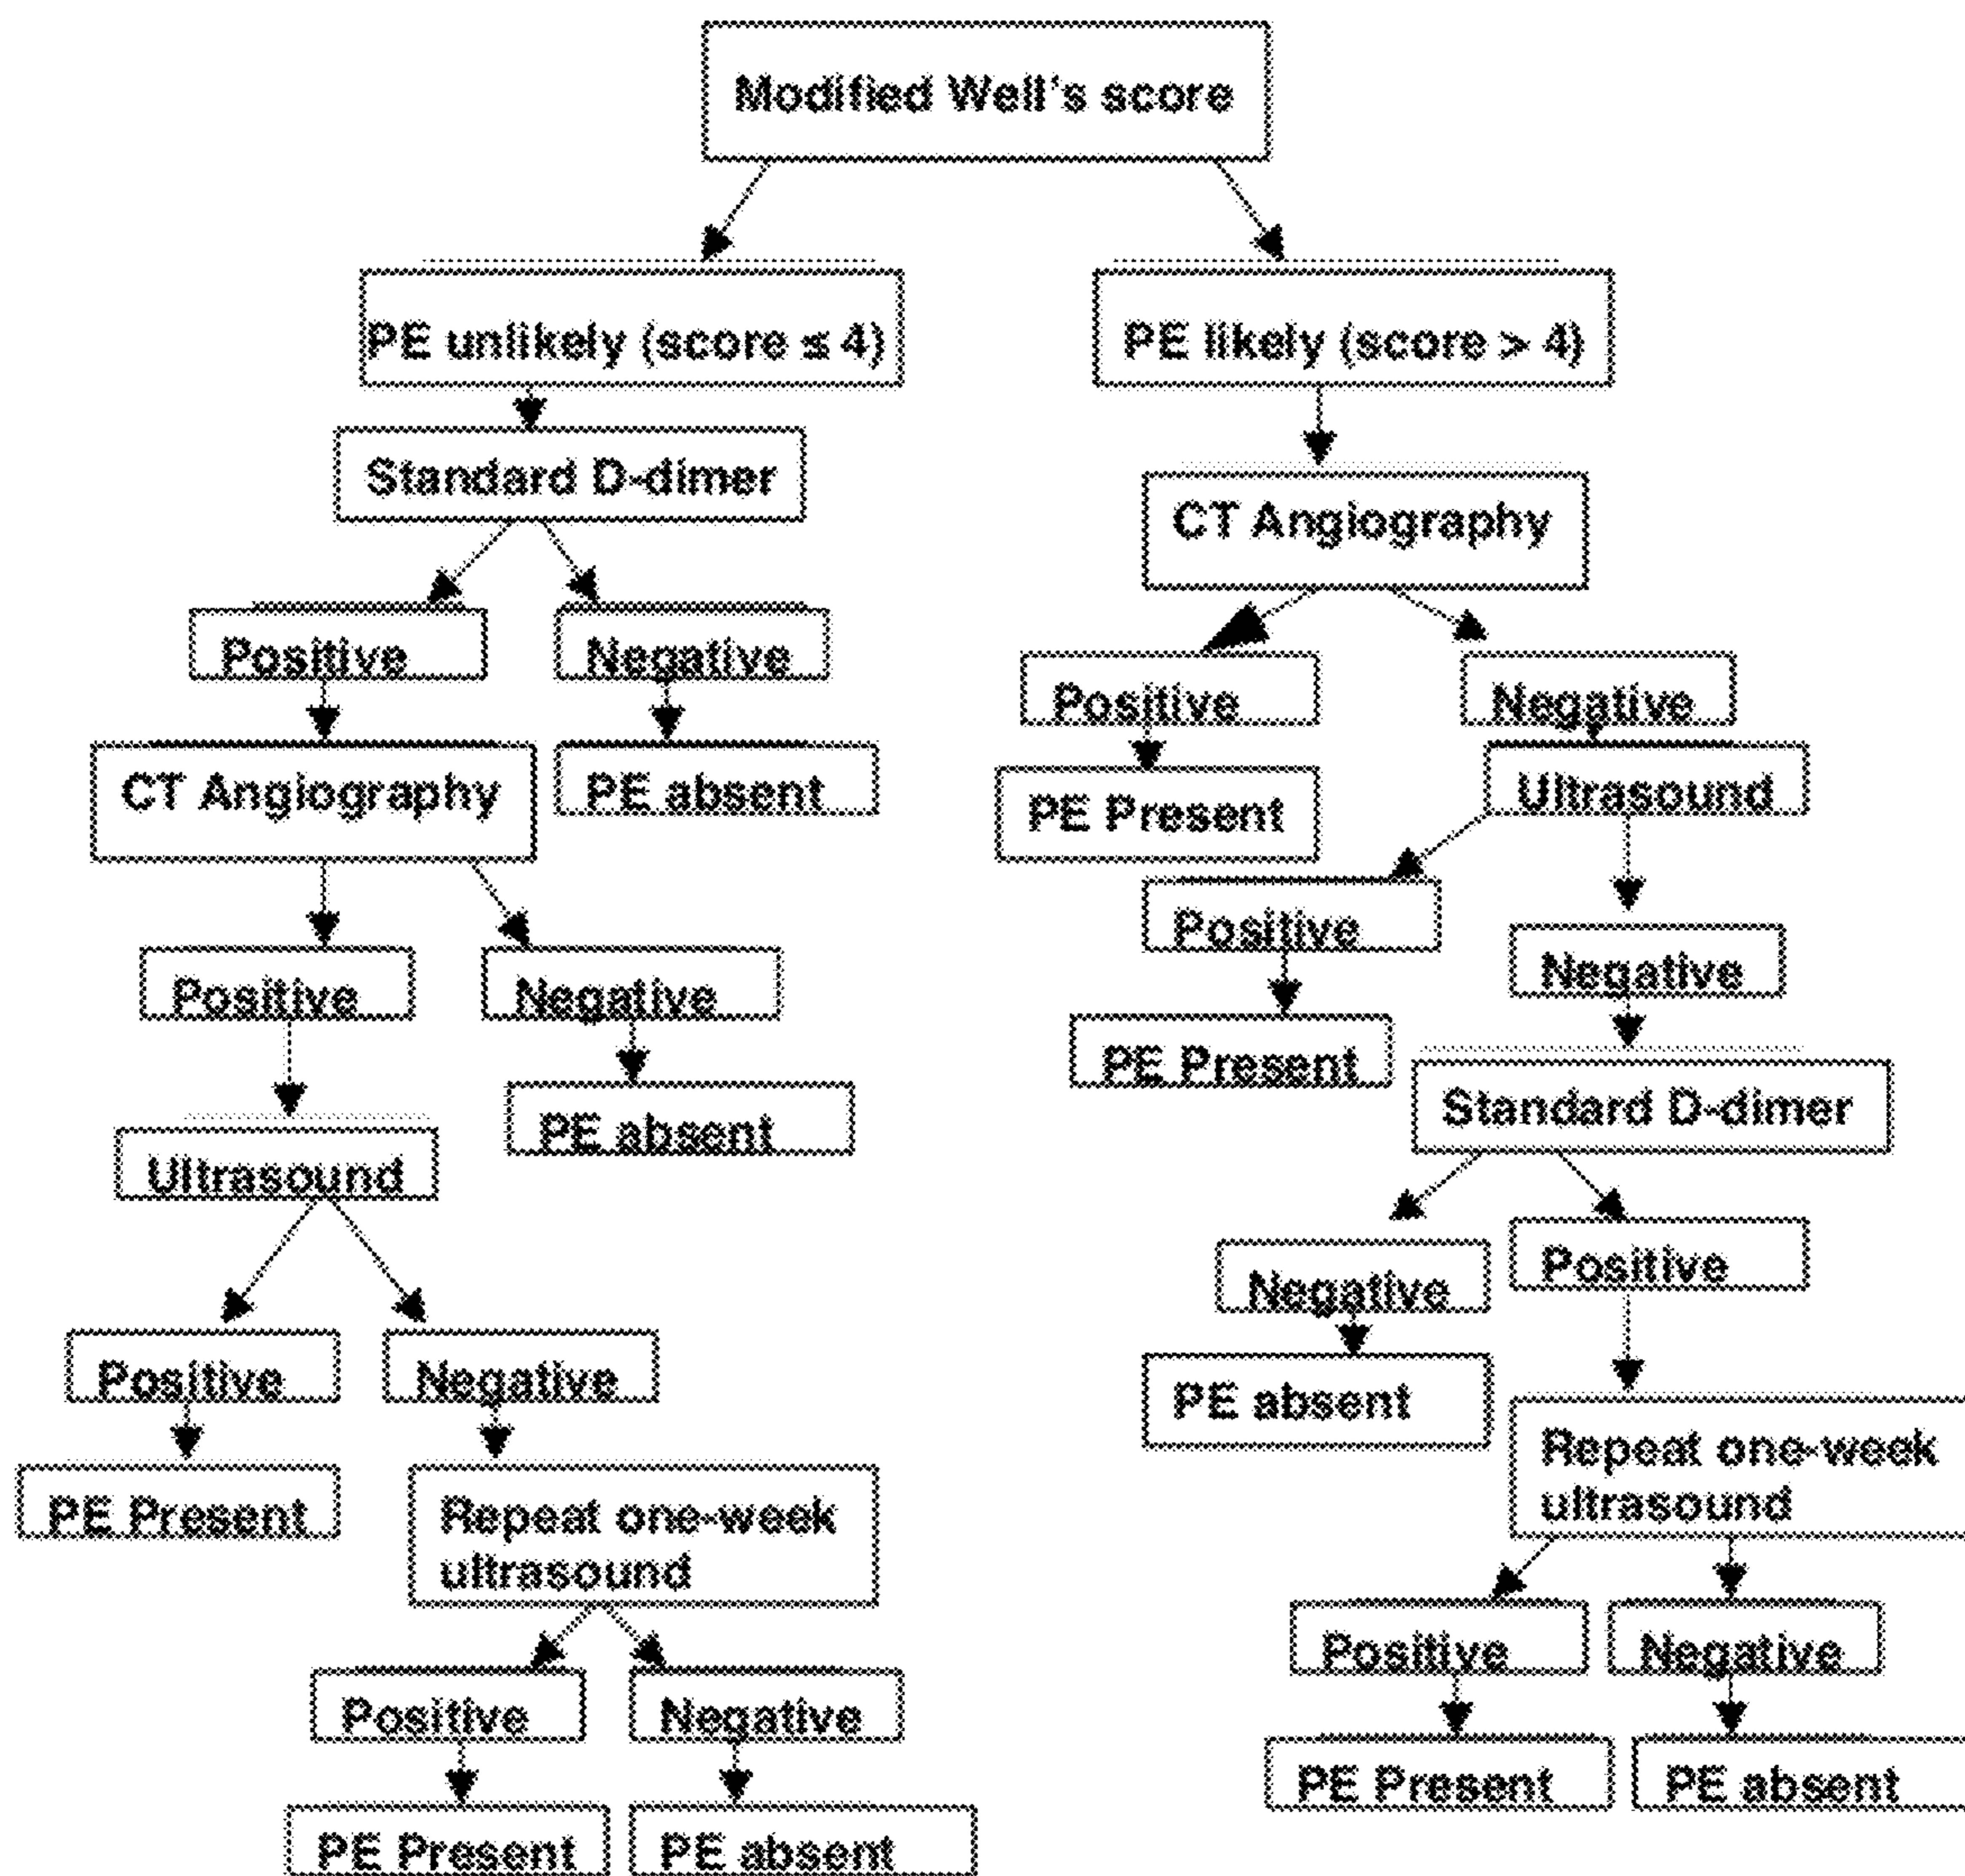 Modified Well's score
PE unlikely (score ≤ 4)
PE likely (score > 4)
Standard D-dimer
CT Angiography
Positive
Negative
Positive
Negative
CT Angiography
PE absent
PE Present
Ultrasound
Positive
Negative
Positive
Negative
PE absent
PE Present
Standard D-dimer
Ultrasound
Negative
Positive
Positive
Negative
PE absent
Repeat one-week
ultrasound
PE Present
Repeat one-week
ultrasound
Positive
Negative
Positive
Negative
PE Present
PE absent
PE Present
PE absent